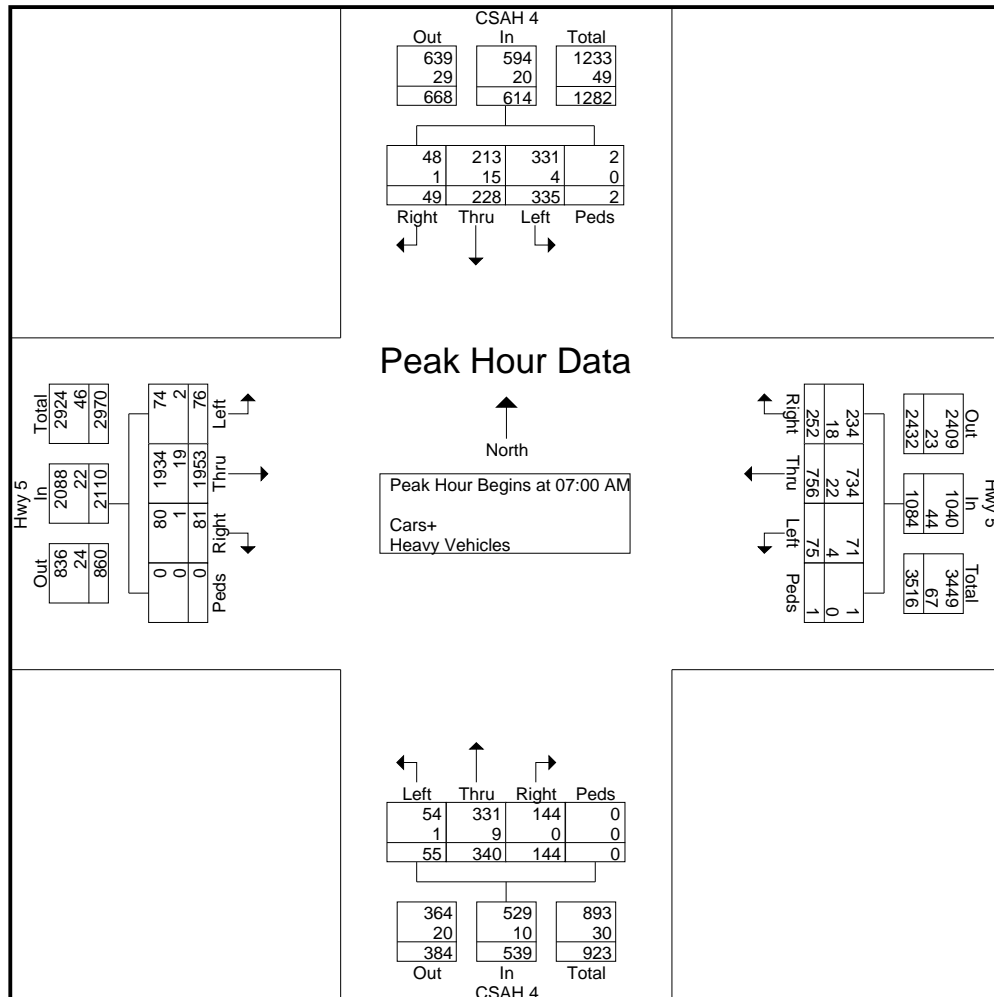 CSAH 4
Out In Total
639 594 1233
29 20 49
668 614 1282
48 213 331 2
1 15 4 0
49 228 335 2
Right Thru Left Peds
Peak Hour Data
North
Peak Hour Begins at 07:00 AM
Cars+
Heavy Vehicles
Hwy 5
Total In Out
2970 2110 860
46 22 24
2924 2088 836
Left Thru Right Peds
76 1953 81 0
2 19 1 0
74 1934 80 0
Hwy 5
Out In Total
2409 1040 3449
23 44 67
2432 1084 3516
234 734 71 1
18 22 4 0
252 756 75 1
Right Thru Left Peds
Left Thru Right Peds
54 331 144 0
1 9 0 0
55 340 144 0
364 529 893
20 10 30
384 539 923
Out In Total
CSAH 4